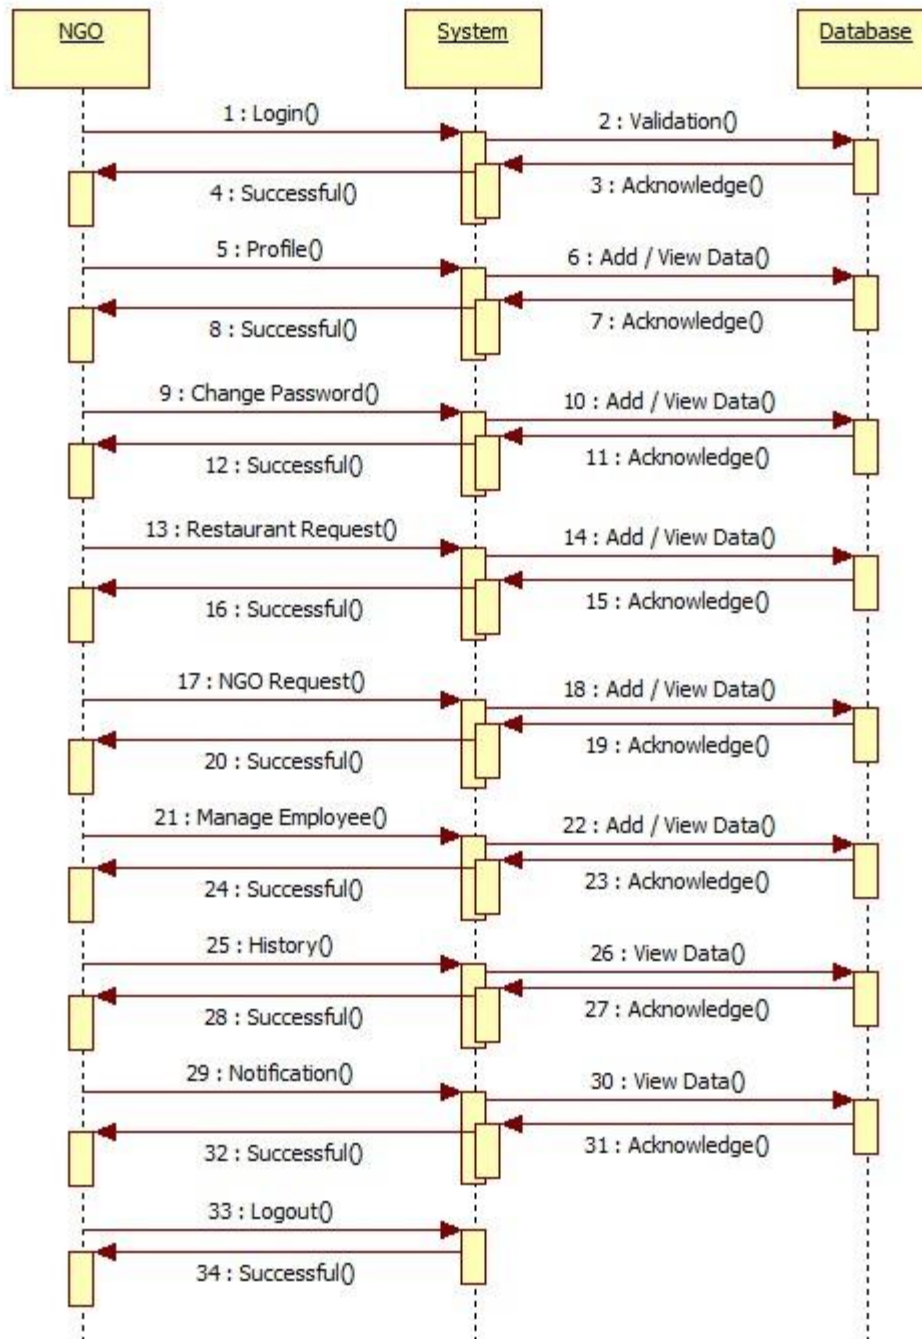 NGO
System
Database
1 : Login()
2 : Validation()
3 : Acknowledge()
4 : Successful()
5 : Profile()
6 : Add / View Data()
7 : Acknowledge()
8 : Successful()
9 : Change Password()
10 : Add / View Data()
11 : Acknowledge()
12 : Successful()
13 : Restaurant Request()
14 : Add / View Data()
15 : Acknowledge()
16 : Successful()
17 : NGO Request()
18 : Add / View Data()
19 : Acknowledge()
20 : Successful()
21 : Manage Employee()
22 : Add / View Data()
23 : Acknowledge()
24 : Successful()
25 : History()
26 : View Data()
27 : Acknowledge()
28 : Successful()
29 : Notification()
30 : View Data()
31 : Acknowledge()
32 : Successful()
33 : Logout()
34 : Successful()